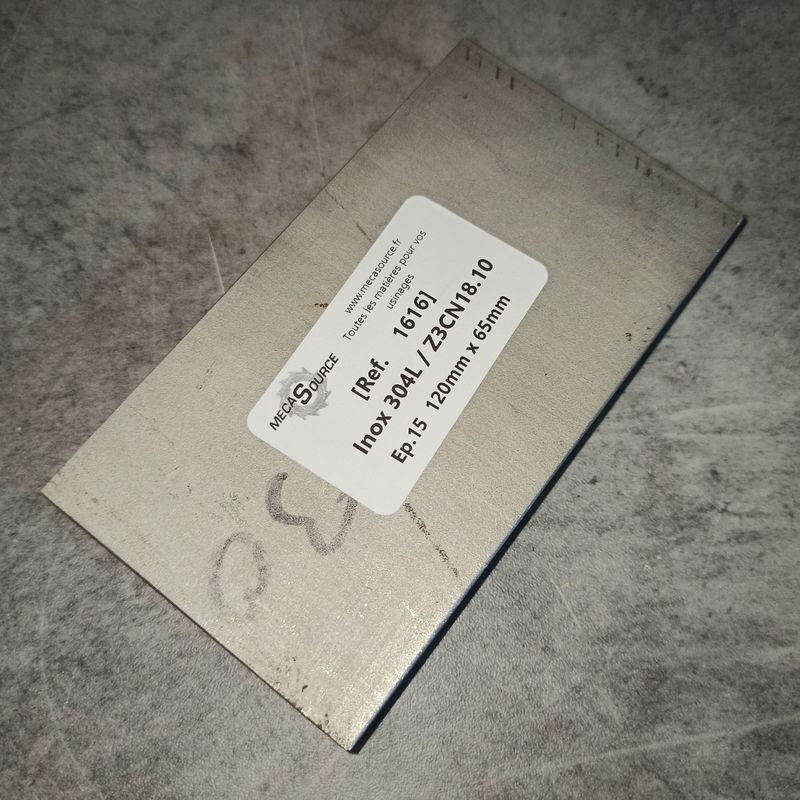 MECASOURCE
www.mecasource.fr
Toutes les matières pour vos
usinages
[Ref. 1616]
Inox 304L / Z3CN18.10
Ep.15 120mm x 65mm